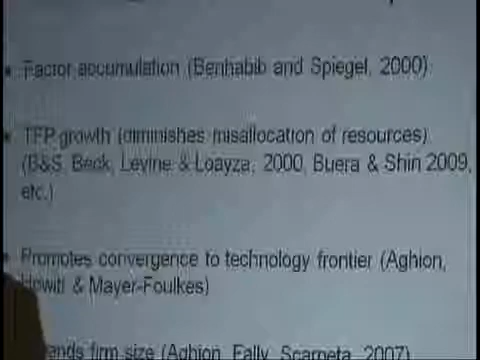 • Factor accumulation (Benhabib and Spiegel, 2000)
• TFP growth (diminishes misallocation of resources)
(B&S, Beck, Levine & Loayza, 2000, Buera & Shin 2009,
etc.)
• Promotes convergence to technology frontier (Aghion,
Howitt & Mayer-Foulkes)
firm size (Aghion, Fally, Scarpeta, 2007)